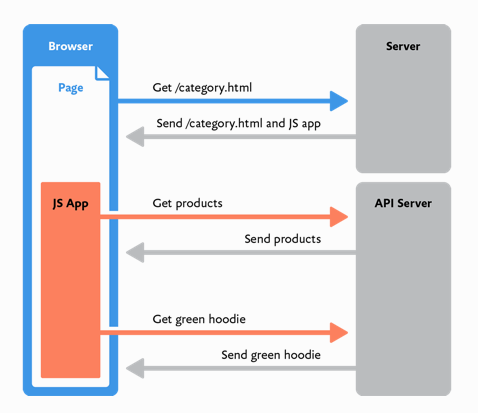 Browser
Server
Page
Get /category.html
Send /category.html and JS app
JS App
Get products
API Server
Send products
Get green hoodie
Send green hoodie